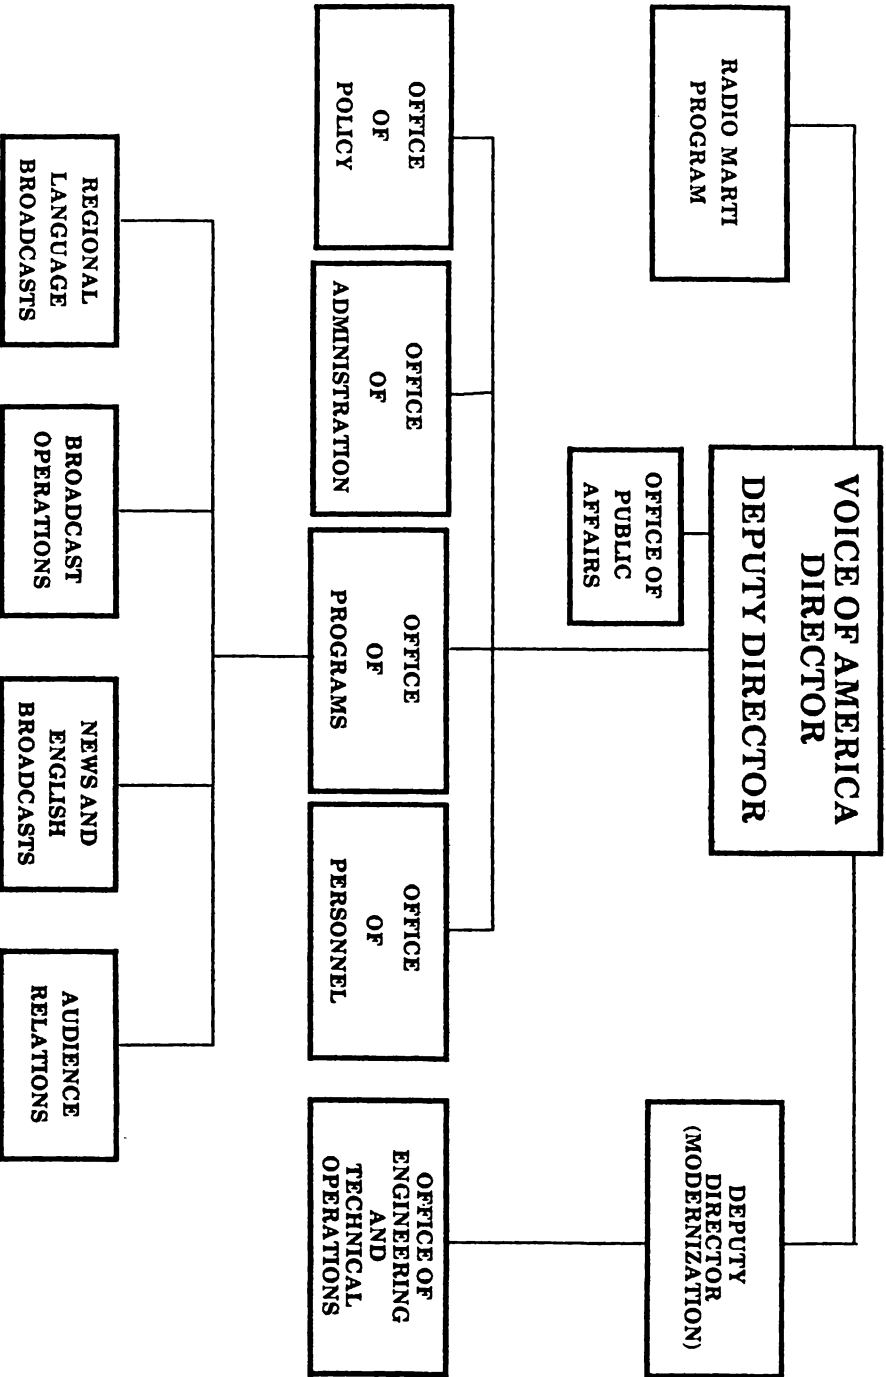 VOICE OF AMERICA
DIRECTOR
DEPUTY DIRECTOR
RADIO MARTI
PROGRAM
OFFICE OF
PUBLIC
AFFAIRS
DEPUTY
DIRECTOR
(MODERNIZATION)
OFFICE
OF
POLICY
OFFICE
OF
ADMINISTRATION
OFFICE
OF
PROGRAMS
OFFICE
OF
PERSONNEL
OFFICE OF
ENGINEERING
AND
TECHNICAL
OPERATIONS
REGIONAL
LANGUAGE
BROADCASTS
BROADCAST
OPERATIONS
NEWS AND
ENGLISH
BROADCASTS
AUDIENCE
RELATIONS